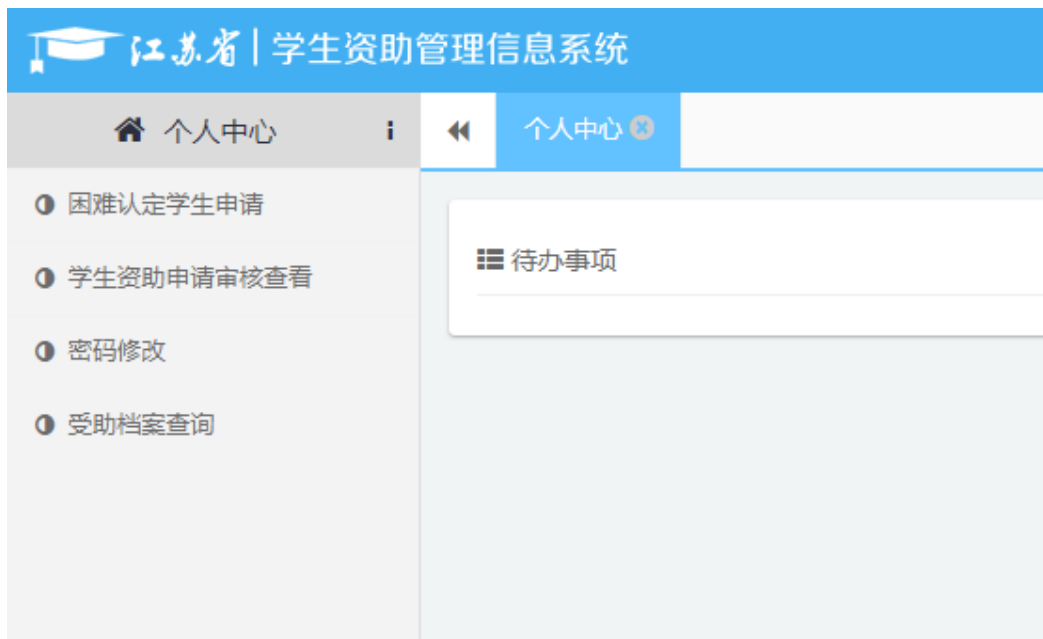 江苏省|学生资助管理信息系统
个人中心
个人中心
困难认定学生申请
学生资助申请审核查看
密码修改
受助档案查询
待办事项